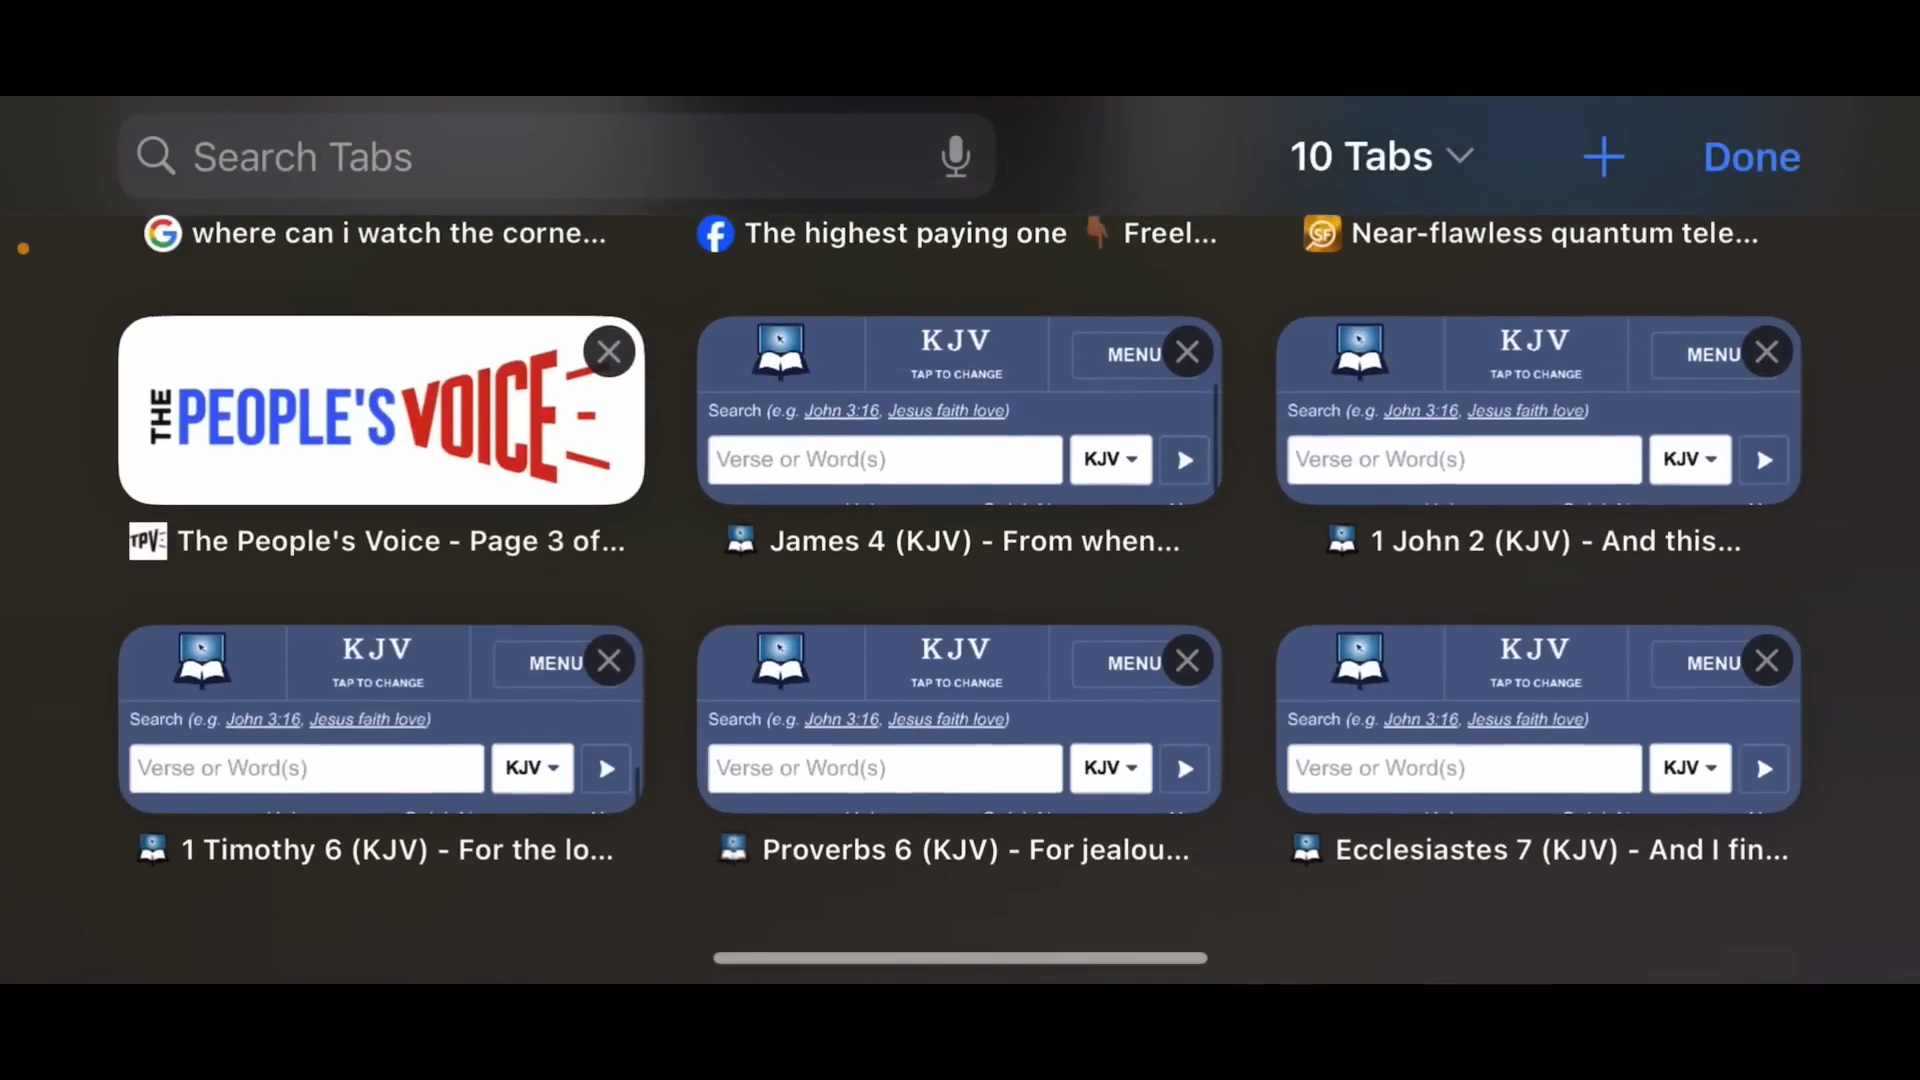 Search Tabs
10 Tabs
Done
where can i watch the corne...
The highest paying one 👇🏾 Freel...
SF
Near-flawless quantum tele...
THE PEOPLE'S VOICE
KJV
TAP TO CHANGE
MENU
Search (e.g. John 3:16, Jesus faith love)
Verse or Word(s)
KJV
KJV
TAP TO CHANGE
MENU
Search (e.g. John 3:16, Jesus faith love)
Verse or Word(s)
KJV
TPV
The People's Voice - Page 3 of...
James 4 (KJV) - From when...
1 John 2 (KJV) - And this...
KJV
TAP TO CHANGE
MENU
Search (e.g. John 3:16, Jesus faith love)
Verse or Word(s)
KJV
KJV
TAP TO CHANGE
MENU
Search (e.g. John 3:16, Jesus faith love)
Verse or Word(s)
KJV
KJV
TAP TO CHANGE
MENU
Search (e.g. John 3:16, Jesus faith love)
Verse or Word(s)
KJV
1 Timothy 6 (KJV) - For the lo...
Proverbs 6 (KJV) - For jealou...
Ecclesiastes 7 (KJV) - And I fin...